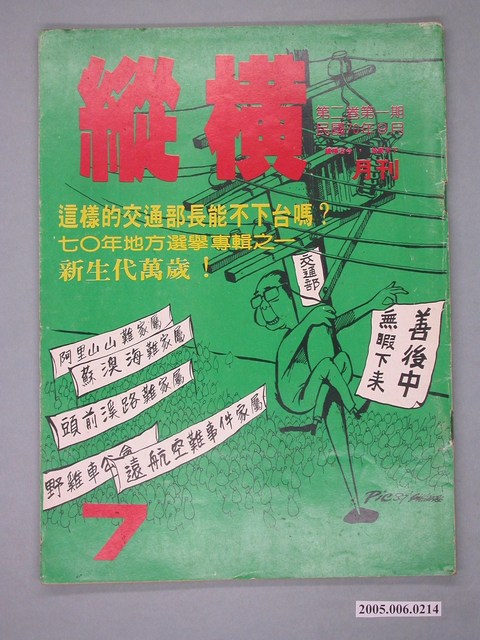 縱橫
第二卷第一期
月刊
這樣的交通部長能不下台嗎？
七〇年地方選舉專輯之一
新生代萬歲！
交通部
善後中
無暇下來
阿里山山難家屬
蘇澳海難家屬
頭前溪路難家屬
野雞車公會
遠航空難事件家屬
7
2005.006.0214